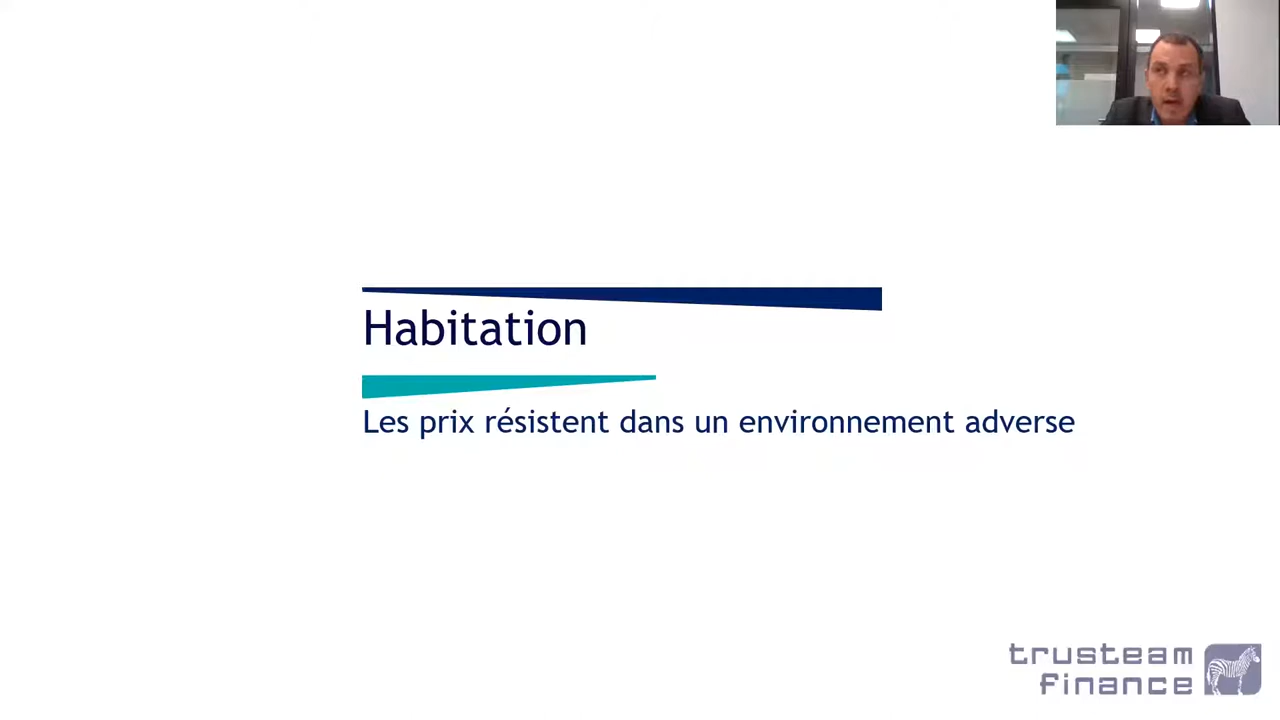 Habitation
Les prix résistent dans un environnement adverse
trusteam
finance